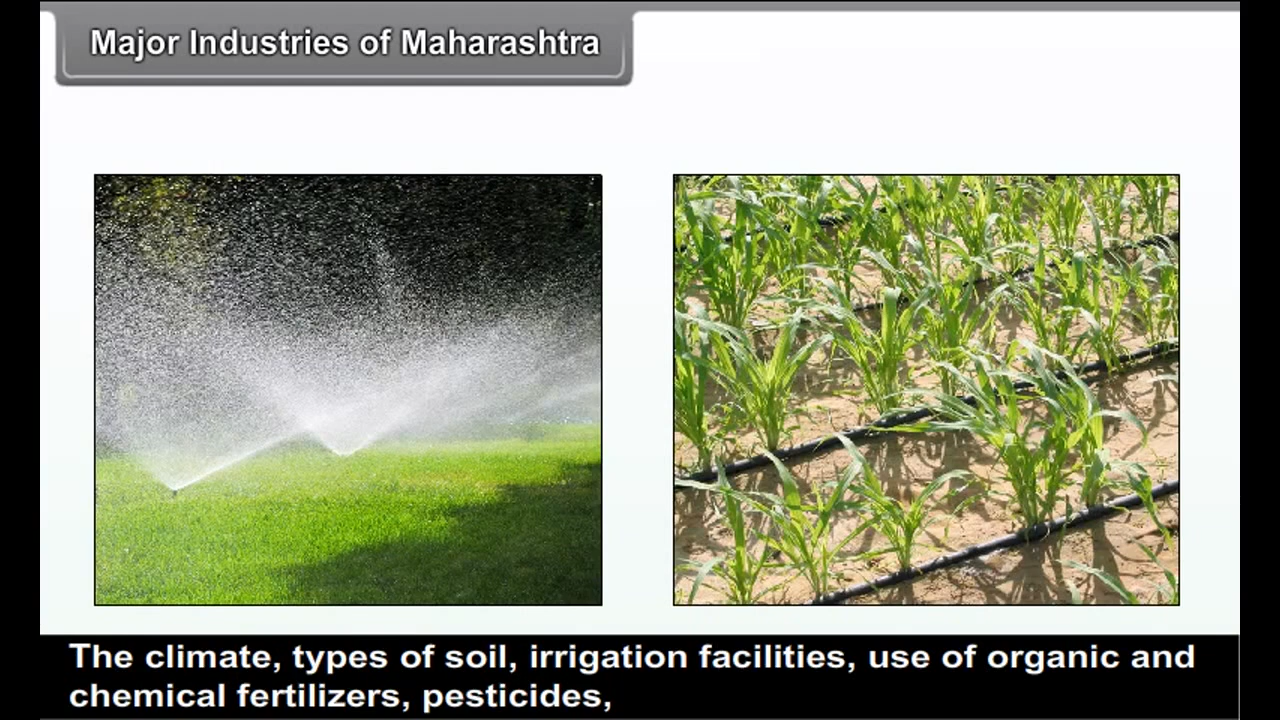 Major Industries of Maharashtra
The climate, types of soil, irrigation facilities, use of organic and
chemical fertilizers, pesticides,